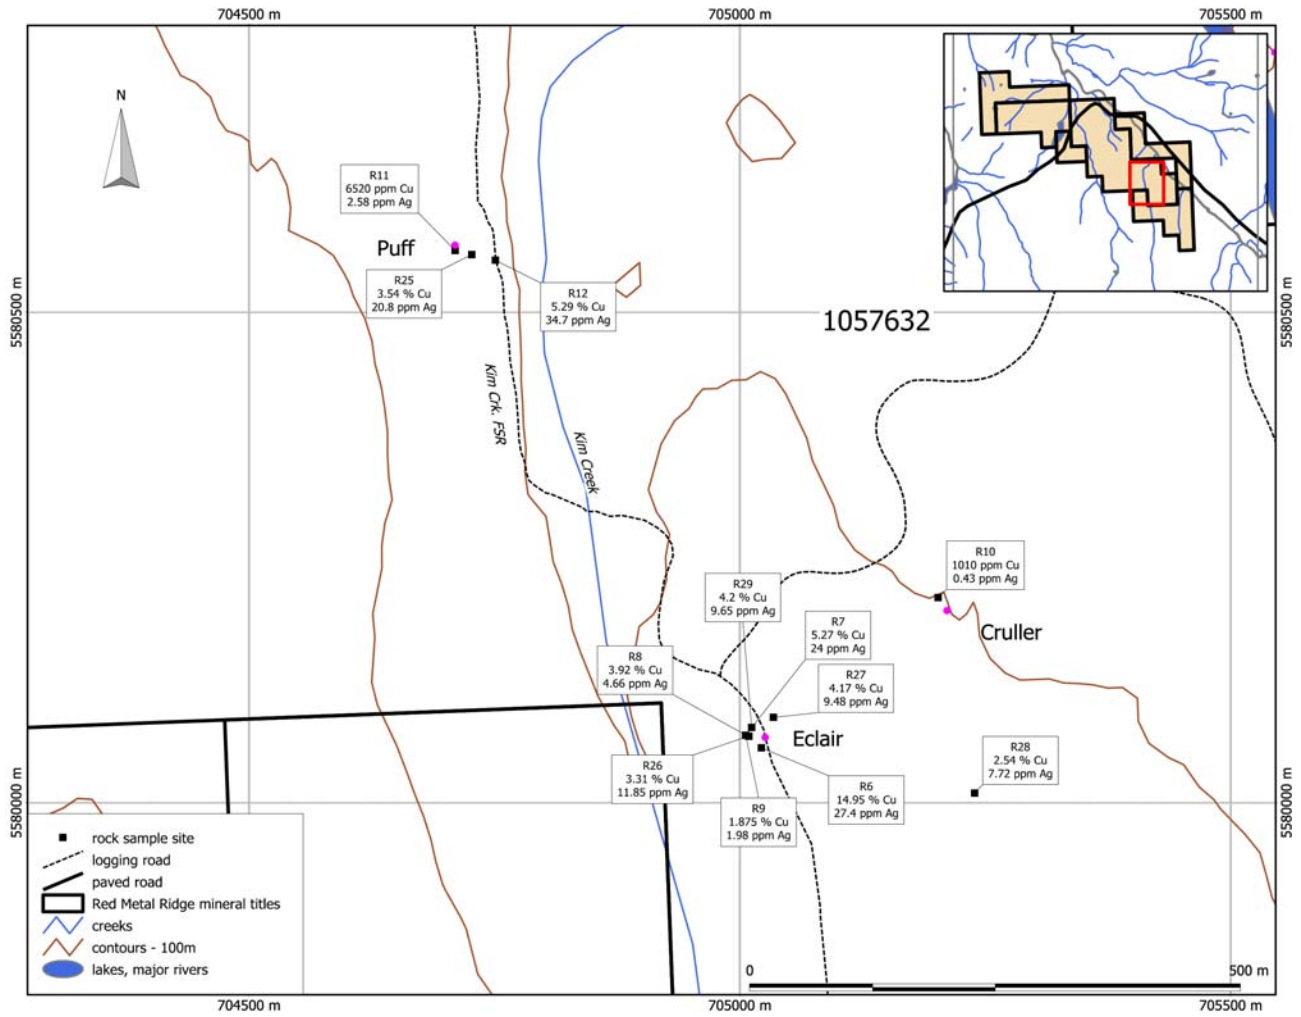 704500 m
705000 m
705500 m
N
R11
6520 ppm Cu
2.58 ppm Ag
Puff
R25
3.54 % Cu
20.8 ppm Ag
R12
5.29 % Cu
34.7 ppm Ag
5580500 m
1057632
5580500 m
Kim Crk. FSR
Kim Creek
R10
1010 ppm Cu
0.43 ppm Ag
R29
4.2 % Cu
9.65 ppm Ag
R7
5.27 % Cu
24 ppm Ag
Cruller
R8
3.92 % Cu
4.66 ppm Ag
R27
4.17 % Cu
9.48 ppm Ag
Eclair
R28
2.54 % Cu
7.72 ppm Ag
R26
3.31 % Cu
11.85 ppm Ag
R6
14.95 % Cu
27.4 ppm Ag
R9
1.875 % Cu
1.98 ppm Ag
5580000 m
5580000 m
rock sample site
logging road
paved road
Red Metal Ridge mineral titles
creeks
contours - 100m
lakes, major rivers
0
500 m
704500 m
705000 m
705500 m